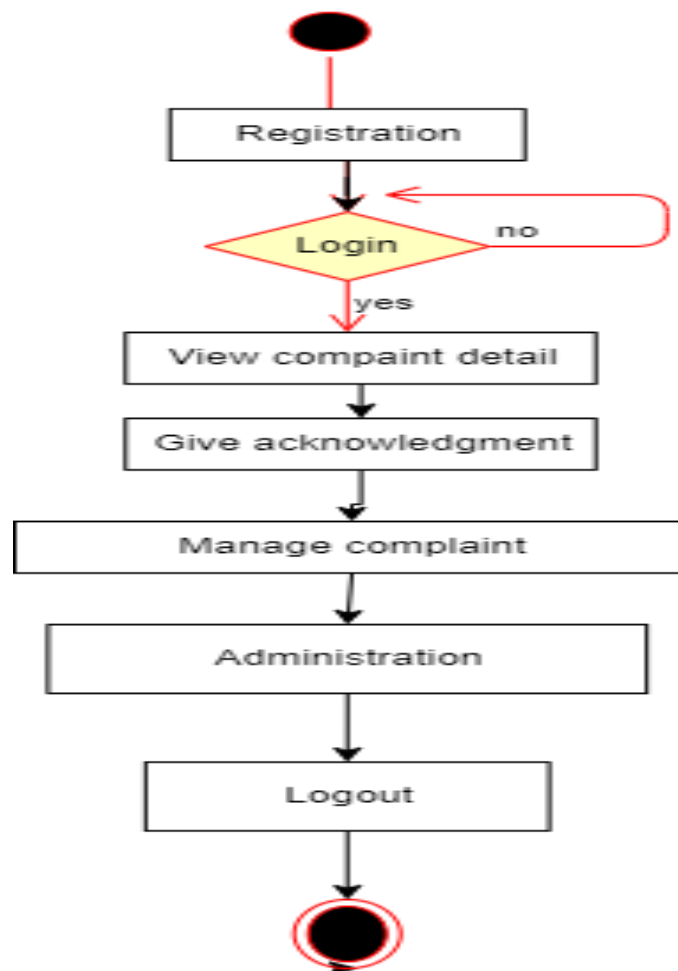 Registration
Login
no
yes
View compaint detail
Give acknowledgment
Manage complaint
Administration
Logout